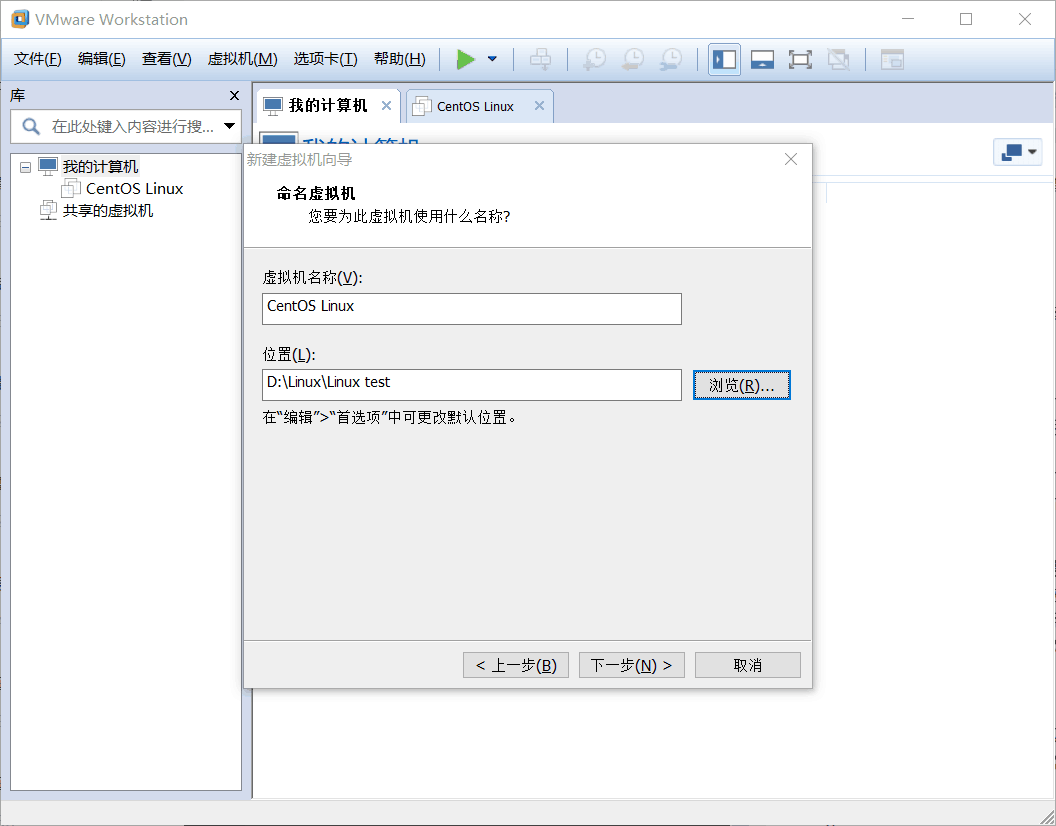 VMware Workstation
文件(F) 编辑(E) 查看(V) 虚拟机(M) 选项卡(T) 帮助(H)
库
在此处键入内容进行搜...
我的计算机
CentOS Linux
共享的虚拟机
我的计算机 CentOS Linux
我的计算机
新建虚拟机向导
命名虚拟机
您要为此虚拟机使用什么名称?
虚拟机名称(V):
CentOS Linux
位置(L):
D:\Linux\Linux test
浏览(R)...
在“编辑”>“首选项”中可更改默认位置。
< 上一步(B) 下一步(N) > 取消